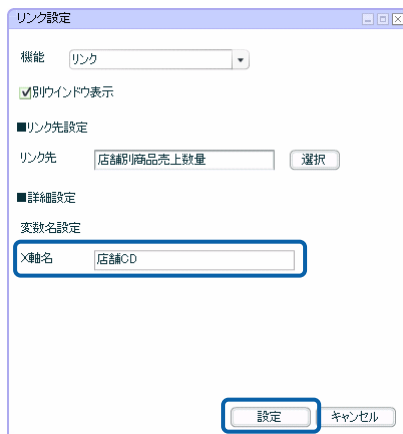 リンク設定
機能 リンク
別ウインドウ表示
■リンク先設定
リンク先 店舗別商品売上数量 選択
■詳細設定
変数名設定
X軸名 店舗CD
設定 キャンセル